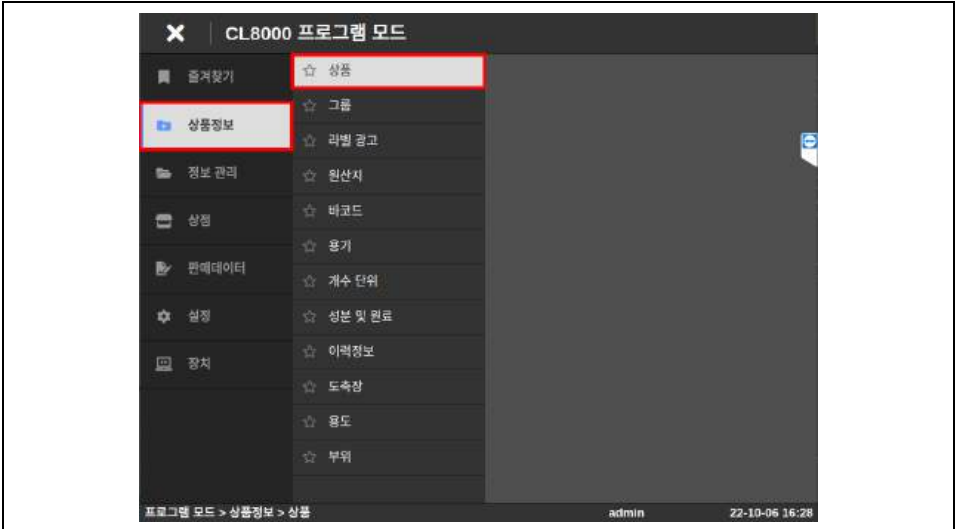 CL8000 프로그램 모드
즐겨찾기
상품정보
정보 관리
상점
판매데이터
설정
장치
상품
그룹
라벨 광고
원산지
바코드
용기
개수 단위
성분 및 원료
이력정보
도축장
용도
부위
프로그램 모드 > 상품정보 > 상품
admin
22-10-06 16:28